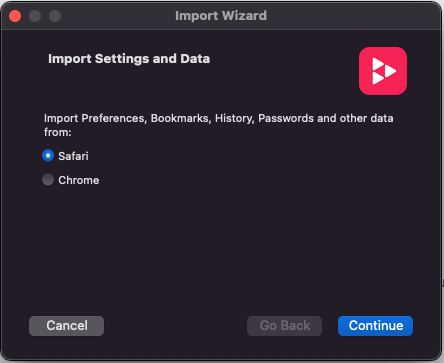 Import Wizard
Import Settings and Data
Import Preferences, Bookmarks, History, Passwords and other data
from:
Safari
Chrome
Cancel
Go Back
Continue